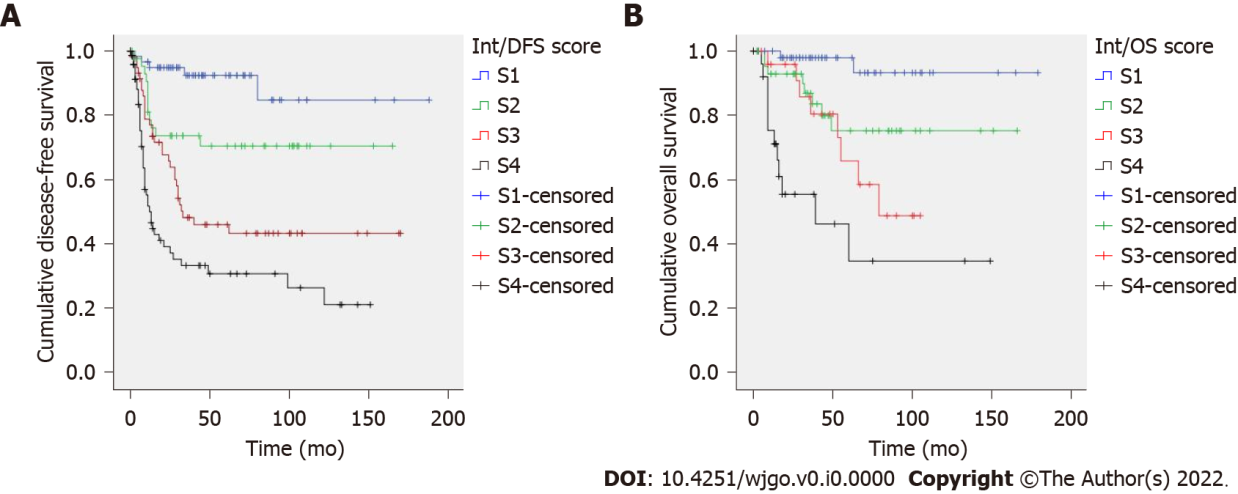 A
Cumulative disease-free survival
1.0
0.8
0.6
0.4
0.2
0.0
0 50 100 150 200
Time (mo)
Int/DFS score
S1
S2
S3
S4
S1-censored
S2-censored
S3-censored
S4-censored
B
Cumulative overall survival
1.0
0.8
0.6
0.4
0.2
0.0
0 50 100 150 200
Time (mo)
Int/OS score
S1
S2
S3
S4
S1-censored
S2-censored
S3-censored
S4-censored
DOI: 10.4251/wjgo.v0.i0.0000 Copyright ©The Author(s) 2022.